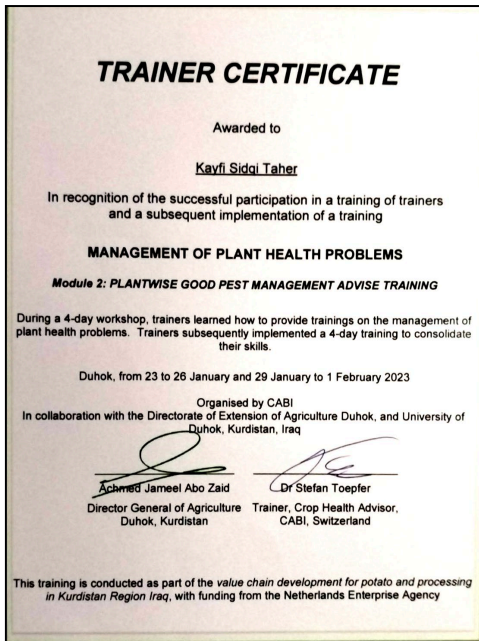 TRAINER CERTIFICATE
Awarded to
Kayfi Sidqi Taher
In recognition of the successful participation in a training of trainers
and a subsequent implementation of a training
MANAGEMENT OF PLANT HEALTH PROBLEMS
Module 2: PLANTWISE GOOD PEST MANAGEMENT ADVISE TRAINING
During a 4-day workshop, trainers learned how to provide trainings on the management of
plant health problems. Trainers subsequently implemented a 4-day training to consolidate
their skills.
Duhok, from 23 to 26 January and 29 January to 1 February 2023
Organised by CABI
In collaboration with the Directorate of Extension of Agriculture Duhok, and University of
Duhok, Kurdistan, Iraq
Achmed Jameel Abo Zaid Dr Stefan Toepfer
Director General of Agriculture Trainer, Crop Health Advisor,
Duhok, Kurdistan CABI, Switzerland
This training is conducted as part of the value chain development for potato and processing
in Kurdistan Region Iraq, with funding from the Netherlands Enterprise Agency